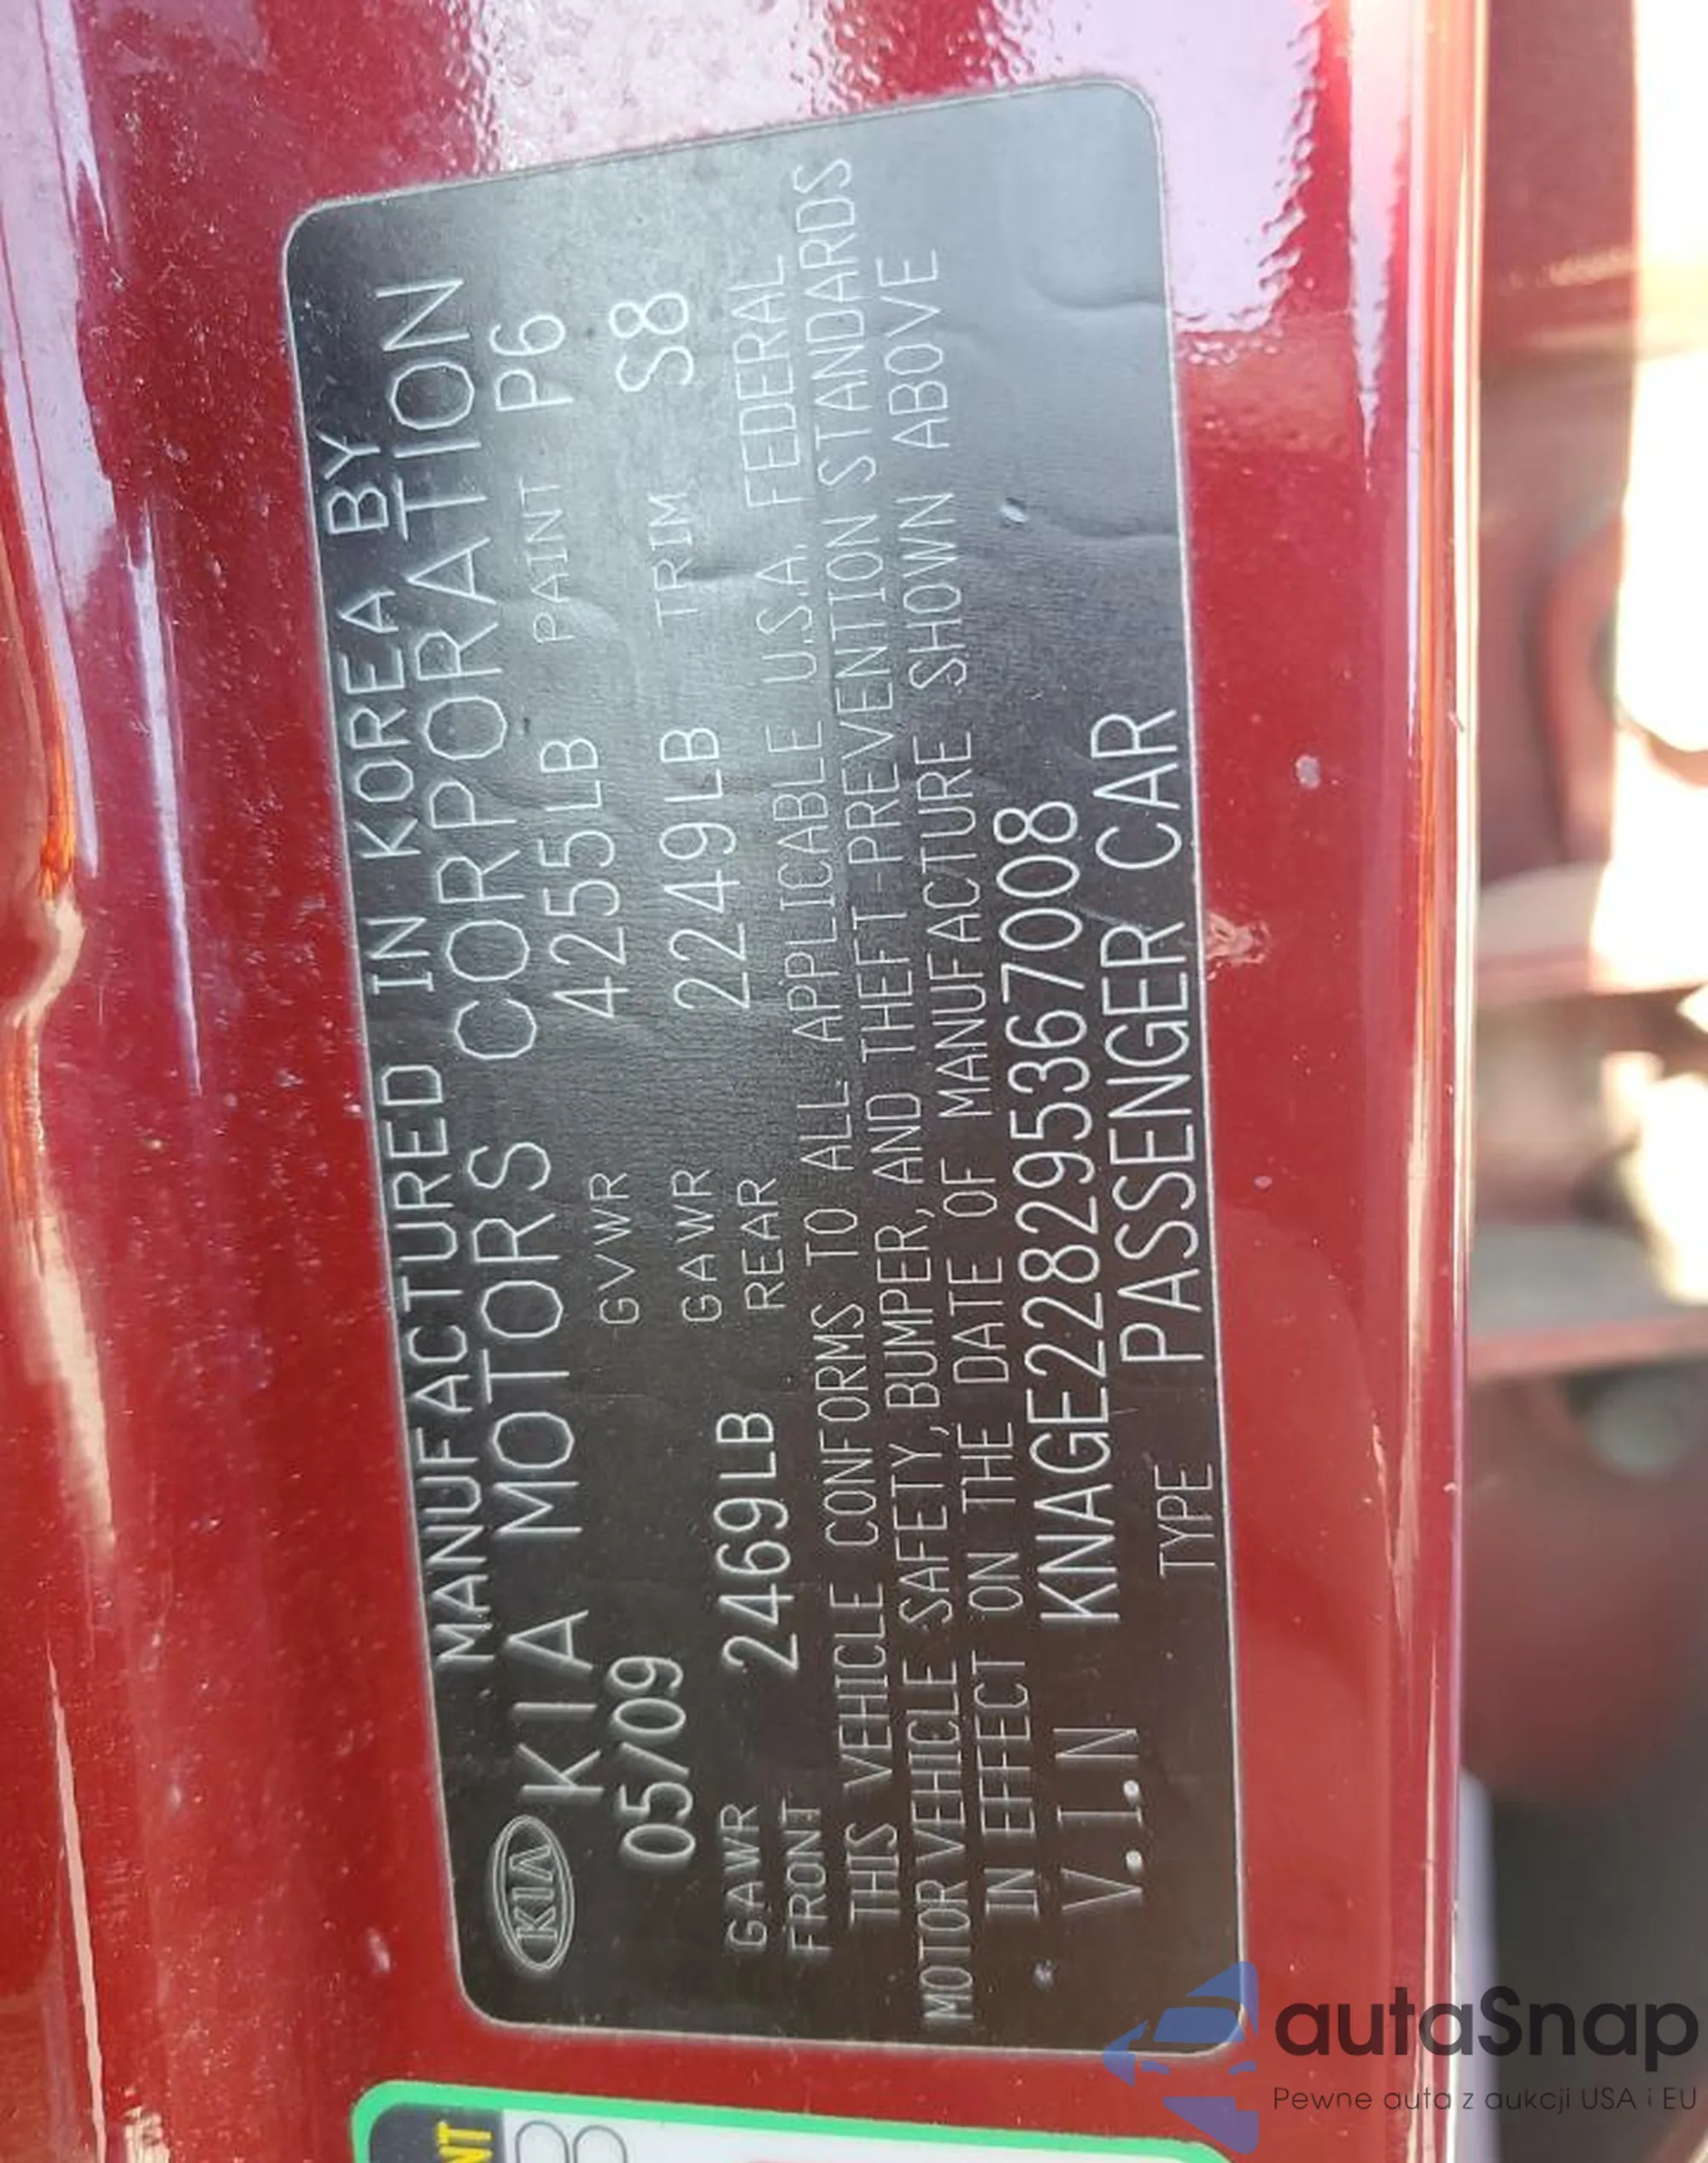 MANUFACTURED IN KOREA BY
KIA KIA MOTORS CORPORATION
05/09 GVWR 4255LB PAINT P6
GAWR FRONT 2469LB GAWR REAR 2249LB TRIM S8
THIS VEHICLE CONFORMS TO ALL APPLICABLE U.S.A. FEDERAL
MOTOR VEHICLE SAFETY, BUMPER, AND THEFT-PREVENTION STANDARDS
IN EFFECT ON THE DATE OF MANUFACTURE SHOWN ABOVE
V.I.N KNAGE228295367008
TYPE PASSENGER CAR
NT
autaSnap
Pewne auta z aukcji USA i EU